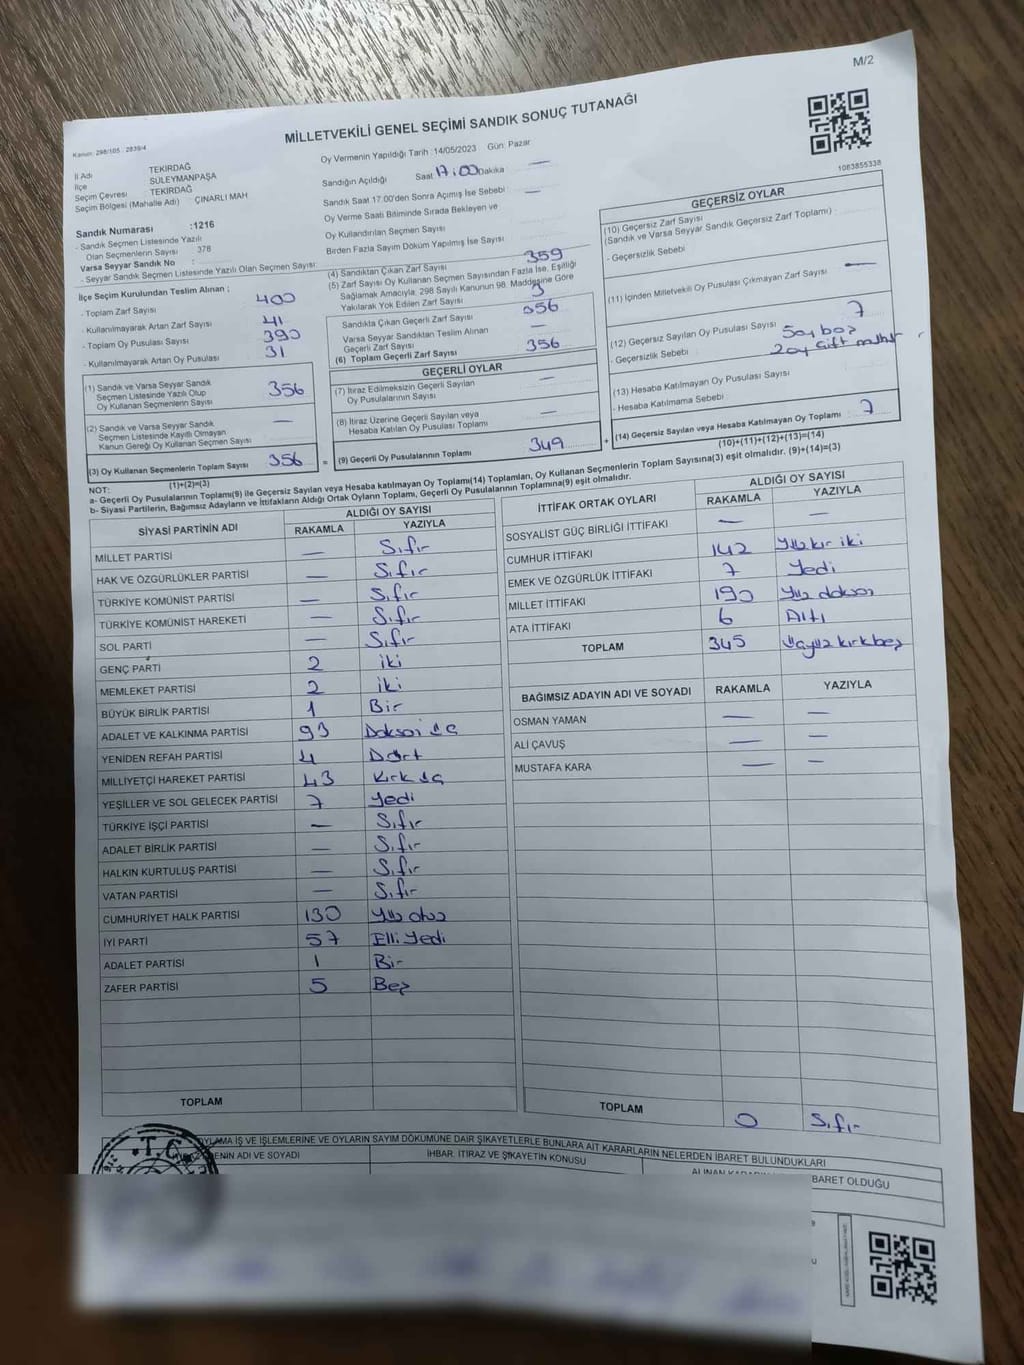 M/2
MİLLETVEKİLİ GENEL SEÇİMİ SANDIK SONUÇ TUTANAĞI
Kanun: 298/105 2839/4
1083855338
İl Adı : TEKİRDAĞ
İlçe : SÜLEYMANPAŞA
Seçim Çevresi : TEKİRDAĞ
Seçim Bölgesi (Mahalle Adı) : ÇINARLI MAH
Sandık Numarası :1216
- Sandık Seçmen Listesinde Yazılı
Olan Seçmenlerin Sayısı : 378
Varsa Seyyar Sandık No :
- Seyyar Sandık Seçmen Listesinde Yazılı Olan Seçmen Sayısı:
İlçe Seçim Kurulundan Teslim Alınan ;
- Toplam Zarf Sayısı 400
- Kullanılmayarak Artan Zarf Sayısı 41
- Toplam Oy Pusulası Sayısı 390
- Kullanılmayarak Artan Oy Pusulası 31
(1) Sandık ve Varsa Seyyar Sandık
Seçmen Listesinde Yazılı Olup
Oy Kullanan Seçmenlerin Sayısı 356
(2) Sandık ve Varsa Seyyar Sandık
Seçmen Listesinde Kayıtlı Olmayan
Kanun Gereği Oy Kullanan Seçmen Sayısı —
(3) Oy Kullanan Seçmenlerin Toplam Sayısı 356 =
(1)+(2)=(3)
Oy Vermenin Yapıldığı Tarih :14/05/2023 Gün: Pazar
Sandığın Açıldığı Saat 17:00 Dakika —
Sandık Saat 17:00'den Sonra Açımış İse Sebebi : —
Oy Verme Saati Bitiminde Sırada Bekleyen ve
Oy Kullandırılan Seçmen Sayısı
Birden Fazla Sayım Döküm Yapılmış İse Sayısı
(4) Sandıktan Çıkan Zarf Sayısı 359
(5) Zarf Sayısı Oy Kullanan Seçmen Sayısından Fazla İse, Eşitliği
Sağlamak Amacıyla; 298 Sayılı Kanunun 98. Maddesine Göre
Yakılarak Yok Edilen Zarf Sayısı 3
Sandıkta Çıkan Geçerli Zarf Sayısı 356
Varsa Seyyar Sandıktan Teslim Alınan
Geçerli Zarf Sayısı —
(6) Toplam Geçerli Zarf Sayısı 356
GEÇERLİ OYLAR
(7) İtiraz Edilmeksizin Geçerli Sayılan
Oy Pusulalarının Sayısı —
(8) İtiraz Üzerine Geçerli Sayılan veya
Hesaba Katılan Oy Pusulası Toplamı —
(9) Geçerli Oy Pusulalarının Toplamı 349 +
GEÇERSİZ OYLAR
(10) Geçersiz Zarf Sayısı
(Sandık ve Varsa Seyyar Sandık Geçersiz Zarf Toplamı) :
- Geçersizlik Sebebi
(11) İçinden Milletvekili Oy Pusulası Çıkmayan Zarf Sayısı —
(12) Geçersiz Sayılan Oy Pusulası Sayısı 7
- Geçersizlik Sebebi : 5 oy boş
2 oy çift mühür
(13) Hesaba Katılmayan Oy Pusulası Sayısı
- Hesaba Katılmama Sebebi
(14) Geçersiz Sayılan veya Hesaba Katılmayan Oy Toplamı : 7
(10)+(11)+(12)+(13)=(14)
NOT:
a- Geçerli Oy Pusulalarının Toplamı(9) ile Geçersiz Sayılan veya Hesaba Katılmayan Oy Toplamı(14) Toplamları, Oy Kullanan Seçmenlerin Toplam Sayısına(3) eşit olmalıdır. (9)+(14)=(3)
b- Siyasi Partilerin, Bağımsız Adayların ve İttifakların Aldığı Ortak Oyların Toplamı, Geçerli Oy Pusulalarının Toplamına(9) eşit olmalıdır.
SİYASİ PARTİNİN ADI ALDIĞI OY SAYISI
RAKAMLA YAZIYLA
MİLLET PARTİSİ — Sıfır
HAK VE ÖZGÜRLÜKLER PARTİSİ — Sıfır
TÜRKİYE KOMÜNİST PARTİSİ — Sıfır
TÜRKİYE KOMÜNİST HAREKETİ — Sıfır
SOL PARTİ — Sıfır
GENÇ PARTİ 2 iki
MEMLEKET PARTİSİ 2 iki
BÜYÜK BİRLİK PARTİSİ 1 Bir
ADALET VE KALKINMA PARTİSİ 93 Doksan üç
YENİDEN REFAH PARTİSİ 4 Dört
MİLLİYETÇİ HAREKET PARTİSİ 43 Kırk üç
YEŞİLLER VE SOL GELECEK PARTİSİ 7 Yedi
TÜRKİYE İŞÇİ PARTİSİ — Sıfır
ADALET BİRLİK PARTİSİ — Sıfır
HALKIN KURTULUŞ PARTİSİ — Sıfır
VATAN PARTİSİ — Sıfır
CUMHURİYET HALK PARTİSİ 130 Yüz otuz
İYİ PARTİ 57 Elli Yedi
ADALET PARTİSİ 1 Bir
ZAFER PARTİSİ 5 Beş
TOPLAM
İTTİFAK ORTAK OYLARI ALDIĞI OY SAYISI
RAKAMLA YAZIYLA
SOSYALİST GÜÇ BİRLİĞİ İTTİFAKI — —
CUMHUR İTTİFAKI 142 Yüz kır iki
EMEK VE ÖZGÜRLÜK İTTİFAKI 7 Yedi
MİLLET İTTİFAKI 190 Yüz doksan
ATA İTTİFAKI 6 Altı
TOPLAM 345 üçyüz kırkbeş
BAĞIMSIZ ADAYIN ADI VE SOYADI RAKAMLA YAZIYLA
OSMAN YAMAN — —
ALİ ÇAVUŞ — —
MUSTAFA KARA — —
TOPLAM 0 Sıfır
OYLAMA İŞ VE İŞLEMLERİNE VE OYLARIN SAYIM DÖKÜMÜNE DAİR ŞİKAYETLERLE BUNLARA AİT KARARLARIN NELERDEN İBARET BULUNDUKLARI
ADI VE SOYADI
İHBAR, İTİRAZ VE ŞİKAYETİN KONUSU
OLDUĞU
T.C.